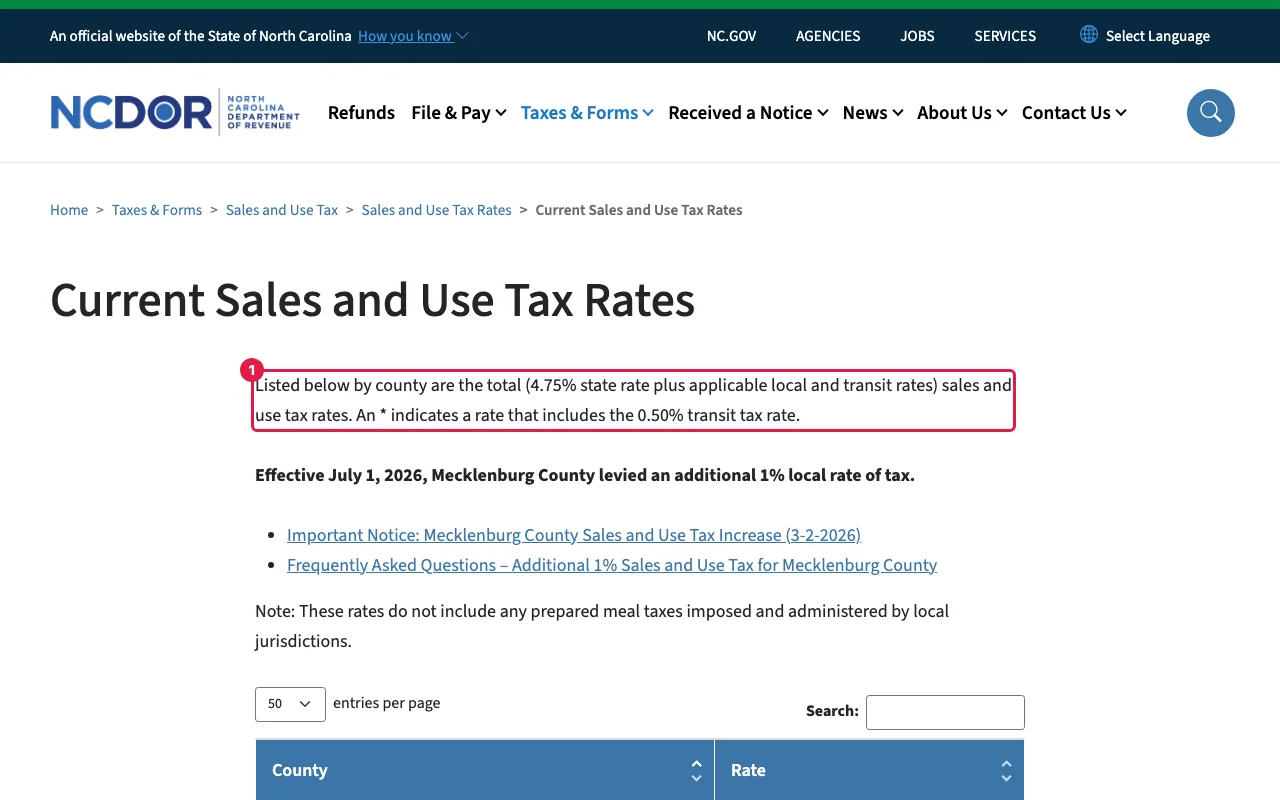 An official website of the State of North Carolina How you know
NC.GOV AGENCIES JOBS SERVICES Select Language
NCDOR NORTH CAROLINA DEPARTMENT OF REVENUE
Refunds File & Pay Taxes & Forms Received a Notice News About Us Contact Us
Home > Taxes & Forms > Sales and Use Tax > Sales and Use Tax Rates > Current Sales and Use Tax Rates
Current Sales and Use Tax Rates
1
Listed below by county are the total (4.75% state rate plus applicable local and transit rates) sales and
use tax rates. An * indicates a rate that includes the 0.50% transit tax rate.
Effective July 1, 2026, Mecklenburg County levied an additional 1% local rate of tax.
• Important Notice: Mecklenburg County Sales and Use Tax Increase (3-2-2026)
• Frequently Asked Questions – Additional 1% Sales and Use Tax for Mecklenburg County
Note: These rates do not include any prepared meal taxes imposed and administered by local
jurisdictions.
50 entries per page
Search:
County Rate